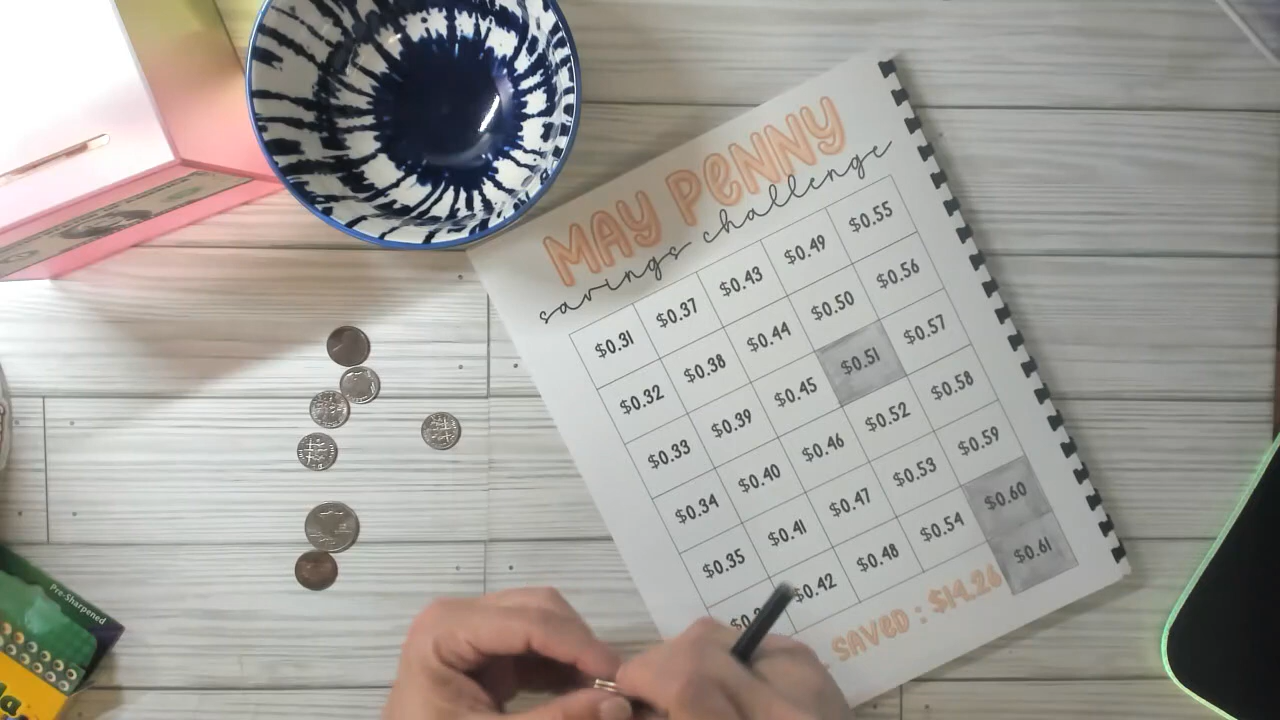 MAY PENNY
savings challenge
$0.31 $0.37 $0.43 $0.49 $0.55
$0.32 $0.38 $0.44 $0.50 $0.56
$0.33 $0.39 $0.45 $0.51 $0.57
$0.34 $0.40 $0.46 $0.52 $0.58
$0.35 $0.41 $0.47 $0.53 $0.59
$0.42 $0.48 $0.54 $0.60
$0.61
SAVED : $14.26
Pre-Sharpened